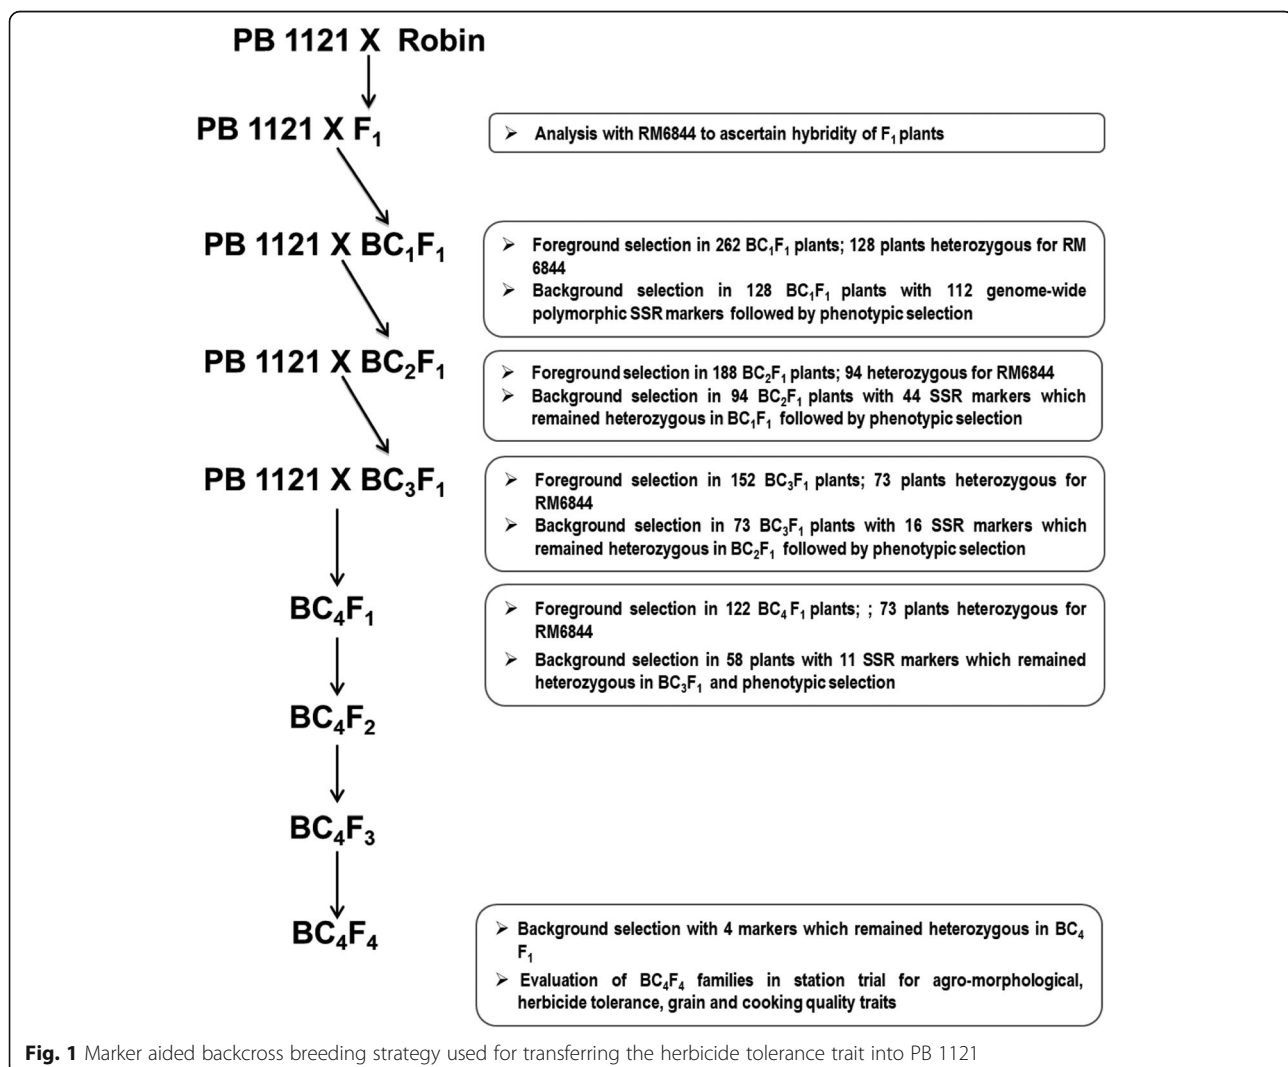 PB 1121 X Robin
PB 1121 X F₁
➢ Analysis with RM6844 to ascertain hybridity of F₁ plants
PB 1121 X BC₁F₁
➢ Foreground selection in 262 BC₁F₁ plants; 128 plants heterozygous for RM
6844
➢ Background selection in 128 BC₁F₁ plants with 112 genome-wide
polymorphic SSR markers followed by phenotypic selection
PB 1121 X BC₂F₁
➢ Foreground selection in 188 BC₂F₁ plants; 94 heterozygous for RM6844
➢ Background selection in 94 BC₂F₁ plants with 44 SSR markers which
remained heterozygous in BC₁F₁ followed by phenotypic selection
PB 1121 X BC₃F₁
➢ Foreground selection in 152 BC₃F₁ plants; 73 plants heterozygous for
RM6844
➢ Background selection in 73 BC₃F₁ plants with 16 SSR markers which
remained heterozygous in BC₂F₁ followed by phenotypic selection
BC₄F₁
➢ Foreground selection in 122 BC₄ F₁ plants; ; 73 plants heterozygous for
RM6844
➢ Background selection in 58 plants with 11 SSR markers which remained
heterozygous in BC₃F₁ and phenotypic selection
BC₄F₂
BC₄F₃
BC₄F₄
➢ Background selection with 4 markers which remained heterozygous in BC₄
F₁
➢ Evaluation of BC₄F₄ families in station trial for agro-morphological,
herbicide tolerance, grain and cooking quality traits
Fig. 1 Marker aided backcross breeding strategy used for transferring the herbicide tolerance trait into PB 1121